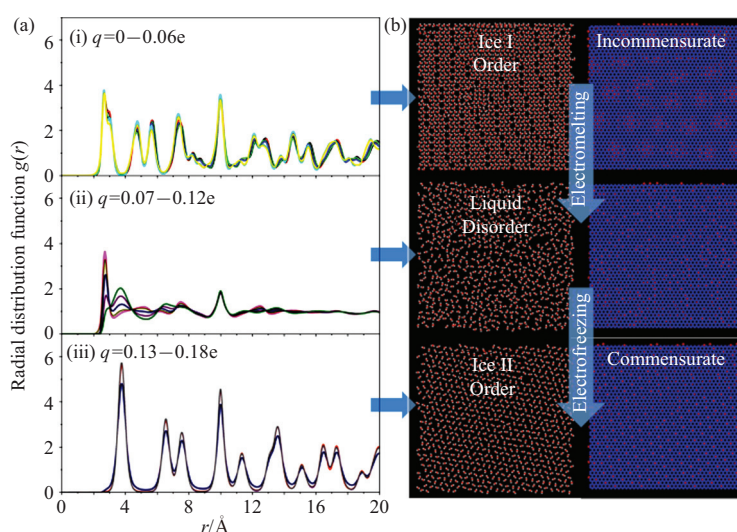 (a)
(b)
Radial distribution function g(r)
6
(i) q=0−0.06e
4
2
0
6
(ii) q=0.07−0.12e
4
2
0
6
(iii) q=0.13−0.18e
4
2
0
0 4 8 12 16 20
r/Å
Ice I
Order
Incommensurate
Electromelting
Liquid
Disorder
Electrofreezing
Ice II
Order
Commensurate